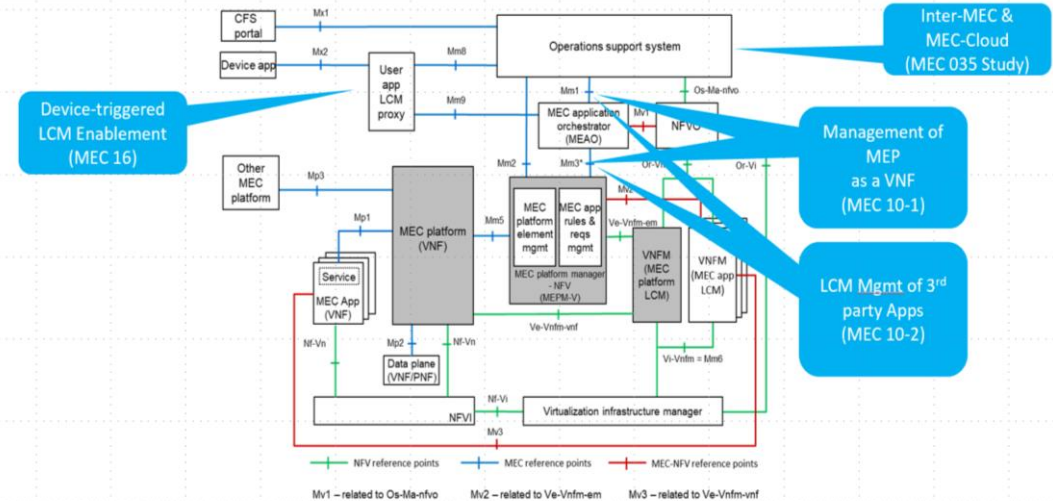 CFS
portal
Mx1
Device app
Mx2
User
app
LCM
proxy
Mm8
Mm9
Operations support system
Inter-MEC &
MEC-Cloud
(MEC 035 Study)
Device-triggered
LCM Enablement
(MEC 16)
Mm1
Os-Ma-nfvo
MEC application
orchestrator
(MEAO)
Mv1
NFVO
Management of
MEP
as a VNF
(MEC 10-1)
Mm2
Mm3*
Or-Vi
Other
MEC
platform
Mp3
MEC platform
(VNF)
Mp1
Mm5
MEC
platform
element
mgmt
MEC app
rules &
reqs
mgmt
MEC platform manager
- NFV
(MEPM-V)
Ve-Vnfm-em
VNFM
(MEC
platform
LCM)
VNFM
(MEC app
LCM)
LCM Mgmt of 3rd
party Apps
(MEC 10-2)
Service
MEC App
(VNF)
Ve-Vnfm-vnf
Nf-Vn
Mp2
Nf-Vn
Vi-Vnfm = Mm6
Data plane
(VNF/PNF)
NFVI
Nf-Vi
Virtualization infrastructure manager
Mv3
NFV reference points
MEC reference points
MEC-NFV reference points
Mv1 – related to Os-Ma-nfvo
Mv2 – related to Ve-Vnfm-em
Mv3 – related to Ve-Vnfm-vnf